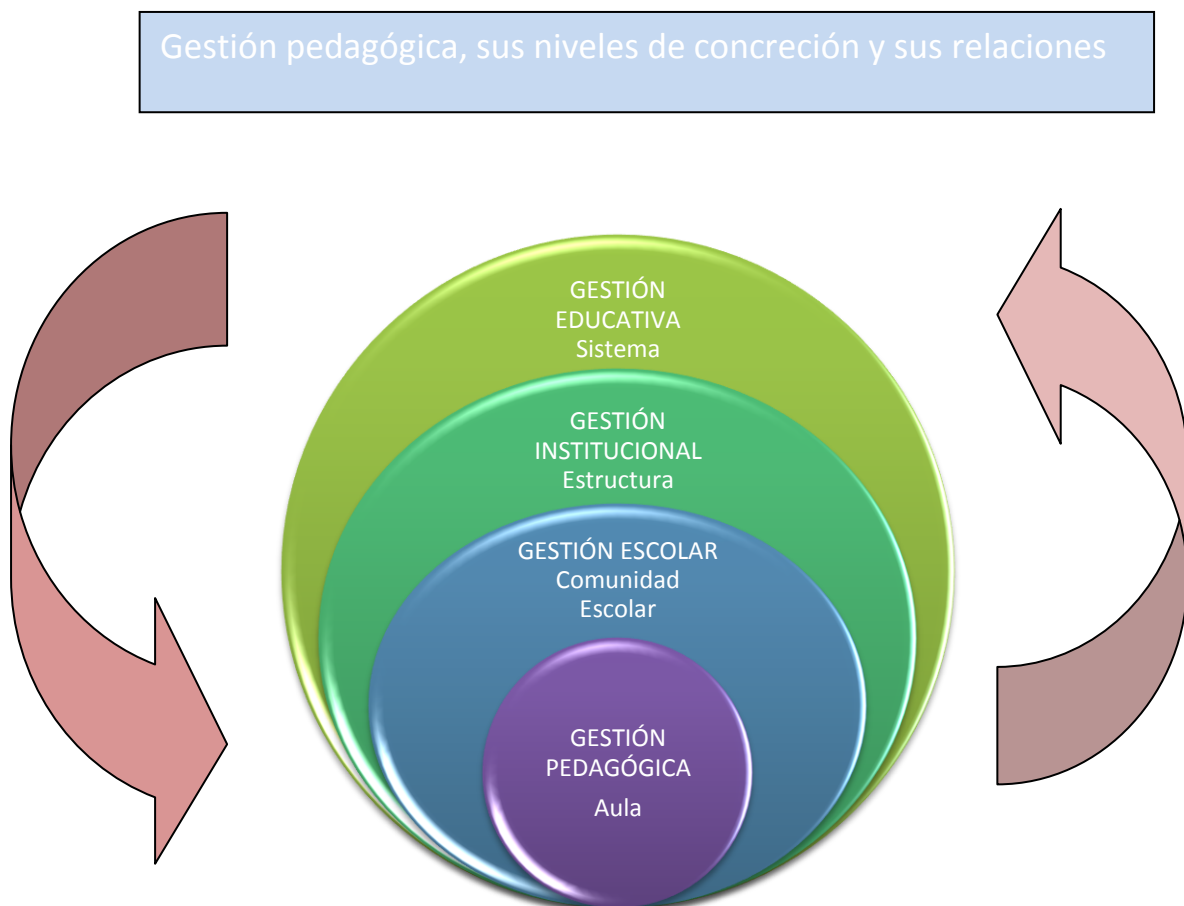 Gestión pedagógica, sus niveles de concreción y sus relaciones
GESTIÓN
EDUCATIVA
Sistema
GESTIÓN
INSTITUCIONAL
Estructura
GESTIÓN ESCOLAR
Comunidad
Escolar
GESTIÓN
PEDAGÓGICA
Aula